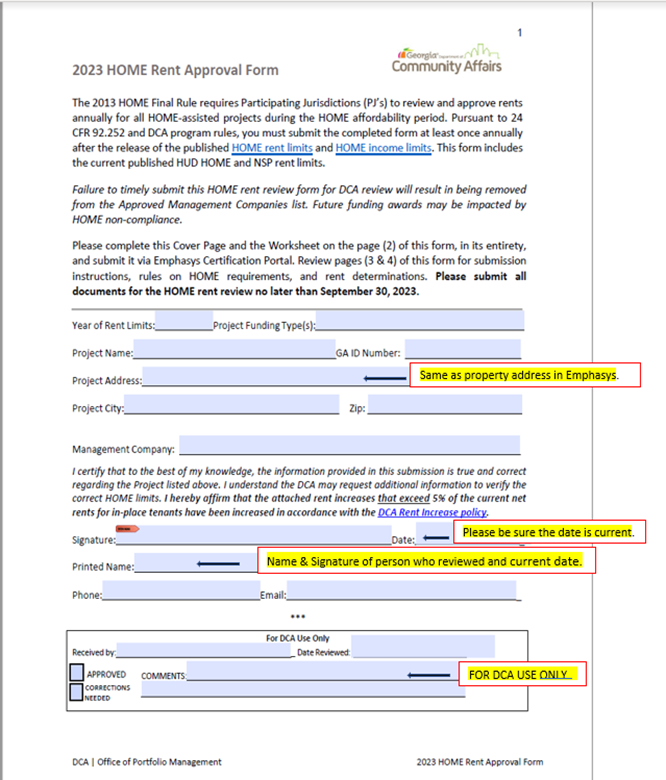 1
Georgia Department of
Community Affairs
2023 HOME Rent Approval Form
The 2013 HOME Final Rule requires Participating Jurisdictions (PJ's) to review and approve rents
annually for all HOME-assisted projects during the HOME affordability period. Pursuant to 24
CFR 92.252 and DCA program rules, you must submit the completed form at least once annually
after the release of the published HOME rent limits and HOME income limits. This form includes
the current published HUD HOME and NSP rent limits.
Failure to timely submit this HOME rent review form for DCA review will result in being removed
from the Approved Management Companies list. Future funding awards may be impacted by
HOME non-compliance.
Please complete this Cover Page and the Worksheet on the page (2) of this form, in its entirety,
and submit it via Emphasys Certification Portal. Review pages (3 & 4) of this form for submission
instructions, rules on HOME requirements, and rent determinations. Please submit all
documents for the HOME rent review no later than September 30, 2023.
Year of Rent Limits: Project Funding Type(s):
Project Name: GA ID Number:
Project Address: Same as property address in Emphasys.
Project City: Zip:
Management Company:
I certify that to the best of my knowledge, the information provided in this submission is true and correct
regarding the Project listed above. I understand the DCA may request additional information to verify the
correct HOME limits. I hereby affirm that the attached rent increases that exceed 5% of the current net
rents for in-place tenants have been increased in accordance with the DCA Rent Increase policy.
Signature: Date: Please be sure the date is current.
Printed Name: Name & Signature of person who reviewed and current date.
Phone: Email:
***
For DCA Use Only
Received by: Date Reviewed:
APPROVED COMMENTS: FOR DCA USE ONLY
CORRECTIONS
NEEDED
DCA | Office of Portfolio Management 2023 HOME Rent Approval Form